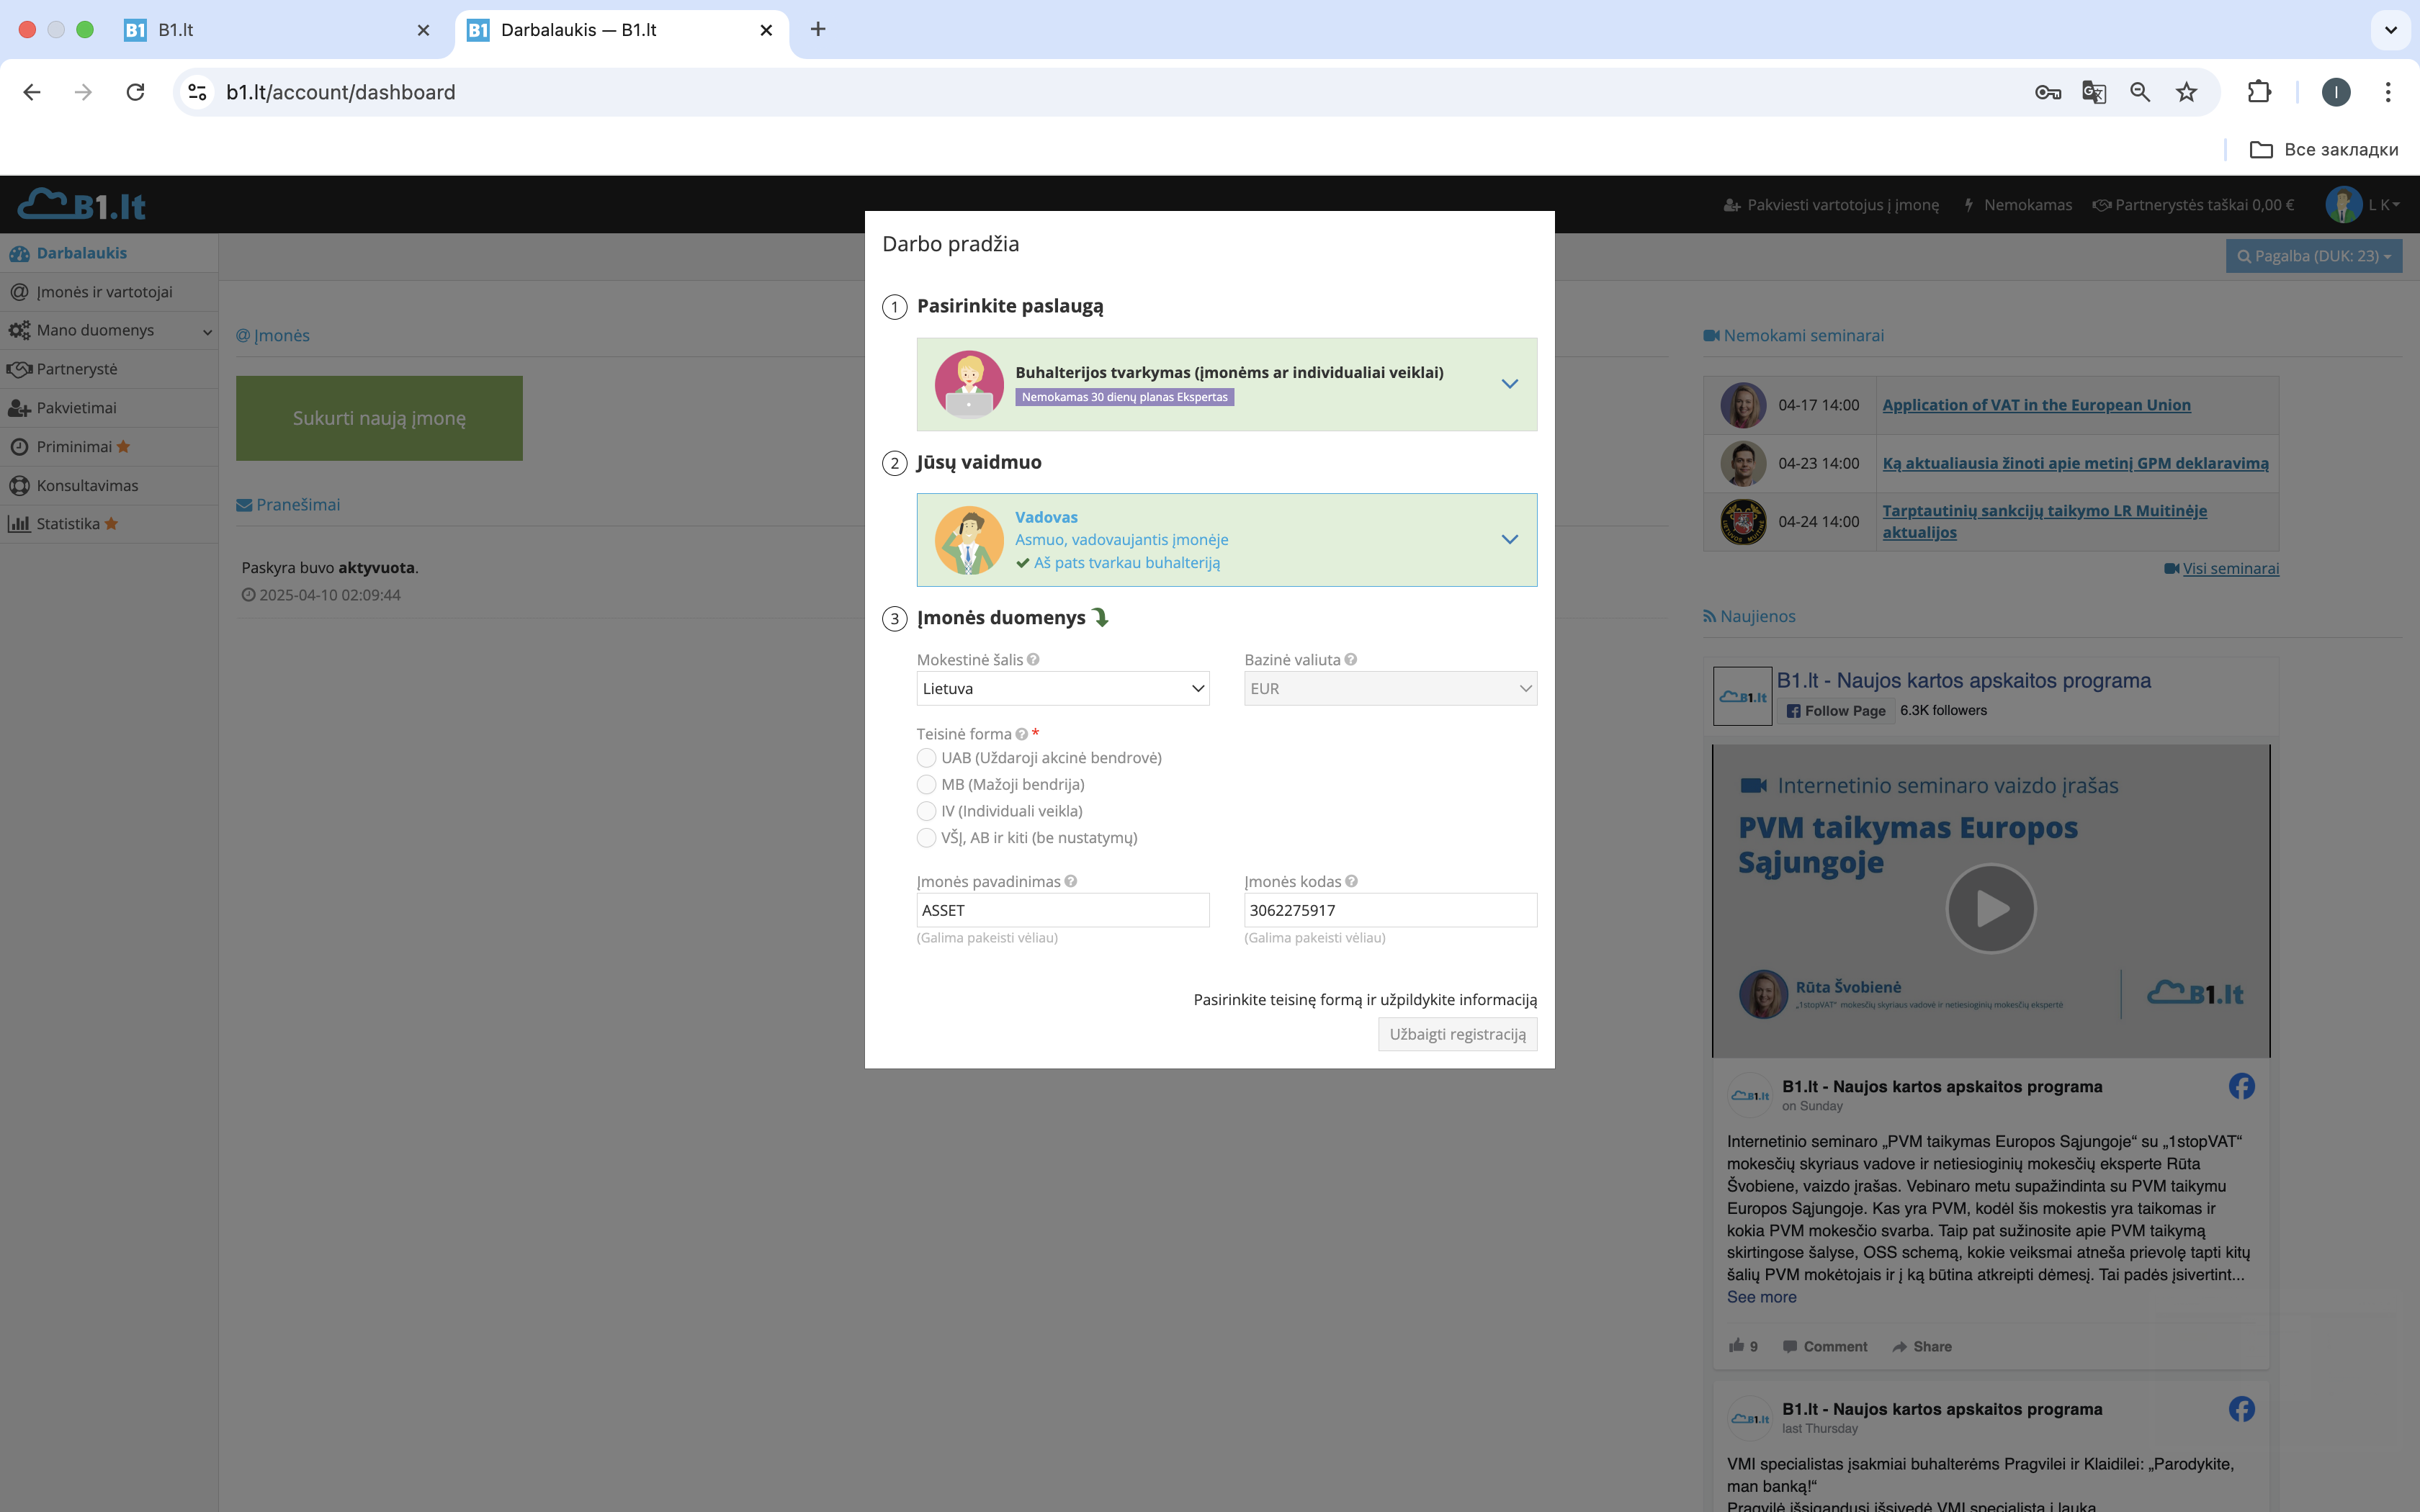 B1.lt
Darbalaukis — B1.lt
b1.lt/account/dashboard
Все закладки
B1.lt
Pakviesti vartotojus į įmonę
Nemokamas
Partnerystės taškai 0,00 €
L K
Darbalaukis
Įmonės ir vartotojai
Mano duomenys
Partnerystė
Pakvietimai
Priminimai
Konsultavimas
Statistika
Pagalba (DUK: 23)
@ Įmonės
Sukurti naują įmonę
Pranešimai
Paskyra buvo aktyvuota.
2025-04-10 02:09:44
Darbo pradžia
1 Pasirinkite paslaugą
Buhalterijos tvarkymas (įmonėms ar individualiai veiklai)
Nemokamas 30 dienų planas Ekspertas
2 Jūsų vaidmuo
Vadovas
Asmuo, vadovaujantis įmonėje
Aš pats tvarkau buhalteriją
3 Įmonės duomenys
Mokestinė šalis
Bazinė valiuta
Lietuva
EUR
Teisinė forma *
UAB (Uždaroji akcinė bendrovė)
MB (Mažoji bendrija)
IV (Individuali veikla)
VŠĮ, AB ir kiti (be nustatymų)
Įmonės pavadinimas
Įmonės kodas
ASSET
3062275917
(Galima pakeisti vėliau)
(Galima pakeisti vėliau)
Pasirinkite teisinę formą ir užpildykite informaciją
Užbaigti registraciją
Nemokami seminarai
04-17 14:00 Application of VAT in the European Union
04-23 14:00 Ką aktualiausia žinoti apie metinį GPM deklaravimą
04-24 14:00 Tarptautinių sankcijų taikymo LR Muitinėje
aktualijos
Visi seminarai
Naujienos
B1.lt
B1.lt - Naujos kartos apskaitos programa
Follow Page
6.3K followers
Internetinio seminaro vaizdo įrašas
PVM taikymas Europos
Sąjungoje
Rūta Švobienė
„1stopVAT“ mokesčių skyriaus vadovė ir netiesioginių mokesčių ekspertė
B1.lt
B1.lt
B1.lt - Naujos kartos apskaitos programa
on Sunday
Internetinio seminaro „PVM taikymas Europos Sąjungoje“ su „1stopVAT“
mokesčių skyriaus vadove ir netiesioginių mokesčių eksperte Rūta
Švobiene, vaizdo įrašas. Vebinaro metu supažindinta su PVM taikymu
Europos Sąjungoje. Kas yra PVM, kodėl šis mokestis yra taikomas ir
kokia PVM mokesčio svarba. Taip pat sužinosite apie PVM taikymą
skirtingose šalyse, OSS schemą, kokie veiksmai atneša prievolę tapti kitų
šalių PVM mokėtojais ir į ką būtina atkreipti dėmesį. Tai padės įsivertint...
See more
9
Comment
Share
B1.lt
B1.lt - Naujos kartos apskaitos programa
last Thursday
VMI specialistas įsakmiai buhalterėms Pragvilei ir Klaidilei: „Parodykite,
man banką!“
Pragvilė išsigandusi išsivedė VMI specialistą į lauką